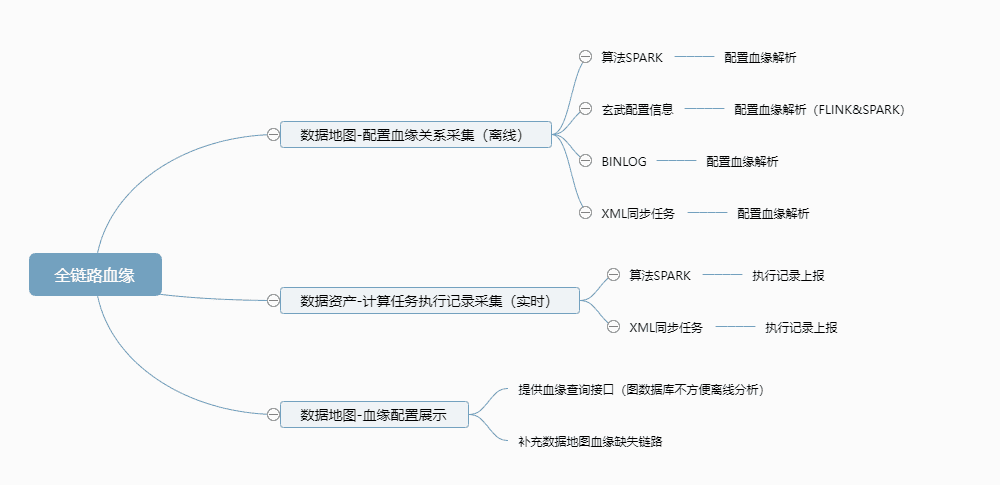 全链路血缘
数据地图-配置血缘关系采集（离线）
算法SPARK
配置血缘解析
玄武配置信息
配置血缘解析（FLINK&SPARK）
BINLOG
配置血缘解析
XML同步任务
配置血缘解析
数据资产-计算任务执行记录采集（实时）
算法SPARK
执行记录上报
XML同步任务
执行记录上报
数据地图-血缘配置展示
提供血缘查询接口（图数据库不方便离线分析）
补充数据地图血缘缺失链路